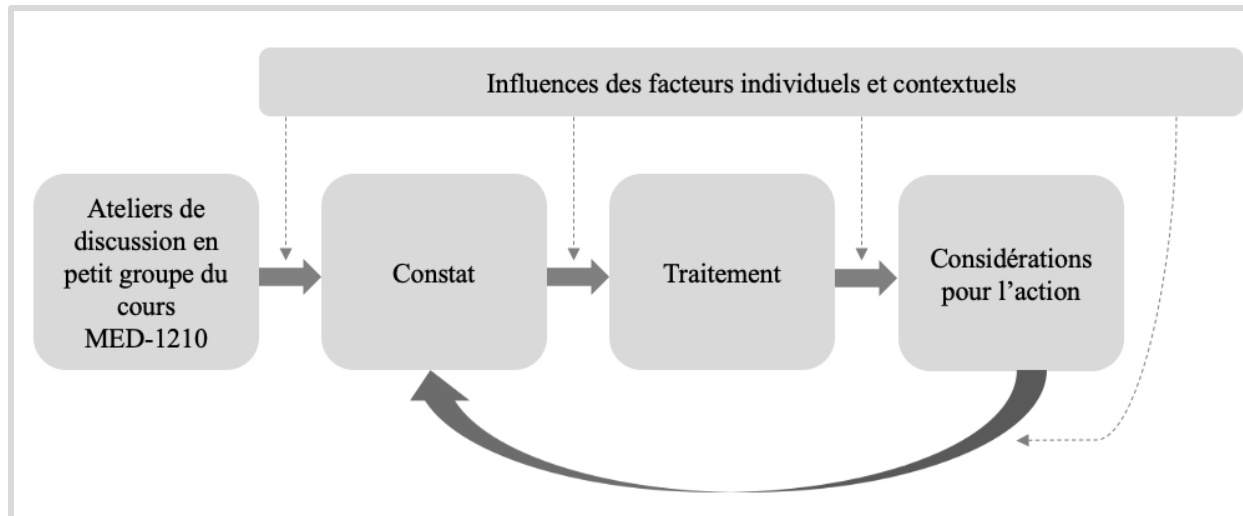 Influences des facteurs individuels et contextuels
Ateliers de
discussion en
petit groupe du
cours
MED-1210
Constat
Traitement
Considérations
pour l’action